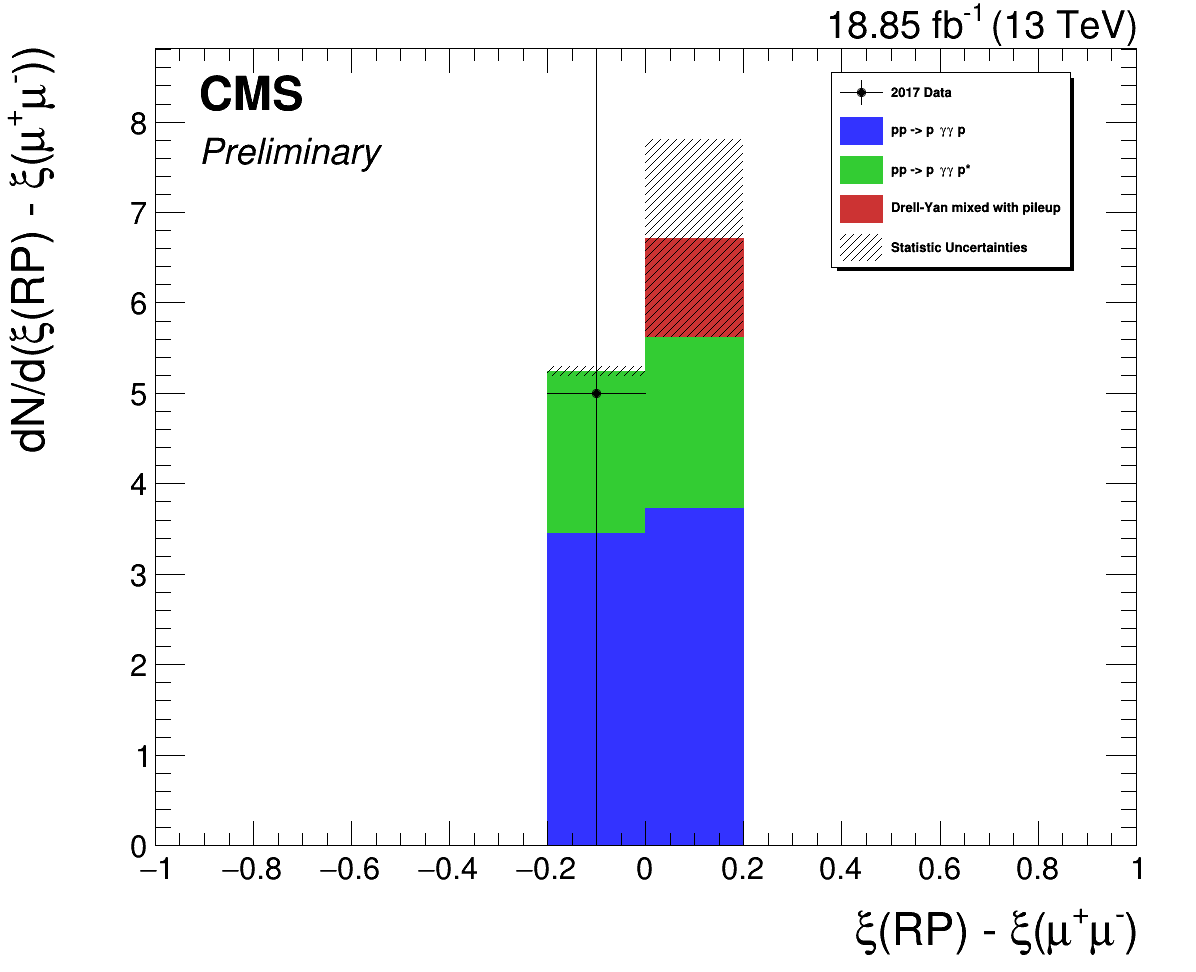 18.85 fb⁻¹ (13 TeV)
CMS
Preliminary
2017 Data
pp -> p γγ p
pp -> p γγ p*
Drell-Yan mixed with pileup
Statistic Uncertainties
dN/d(ξ(RP) - ξ(μ⁺μ⁻))
8
7
6
5
4
3
2
1
0
−1 −0.8 −0.6 −0.4 −0.2 0 0.2 0.4 0.6 0.8 1
ξ(RP) - ξ(μ⁺μ⁻)